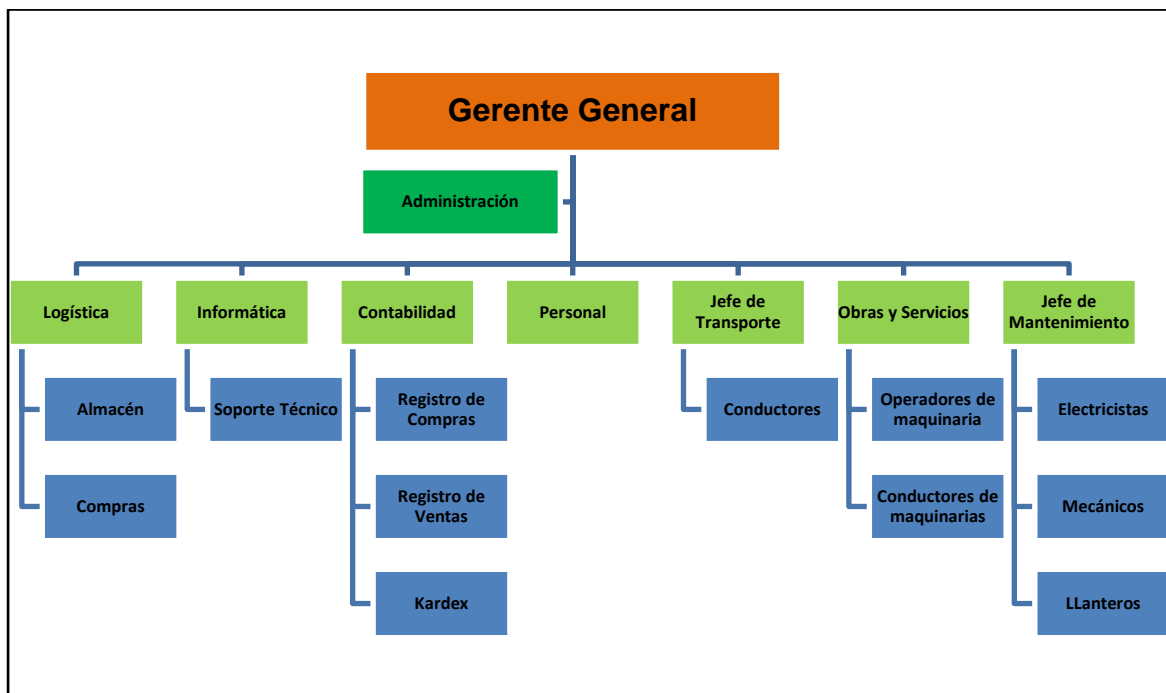 Gerente General
Administración
Logística
Informática
Contabilidad
Personal
Jefe de
Transporte
Obras y Servicios
Jefe de
Mantenimiento
Almacén
Soporte Técnico
Registro de
Compras
Conductores
Operadores de
maquinaria
Electricistas
Compras
Registro de
Ventas
Conductores de
maquinarias
Mecánicos
Kardex
LLanteros